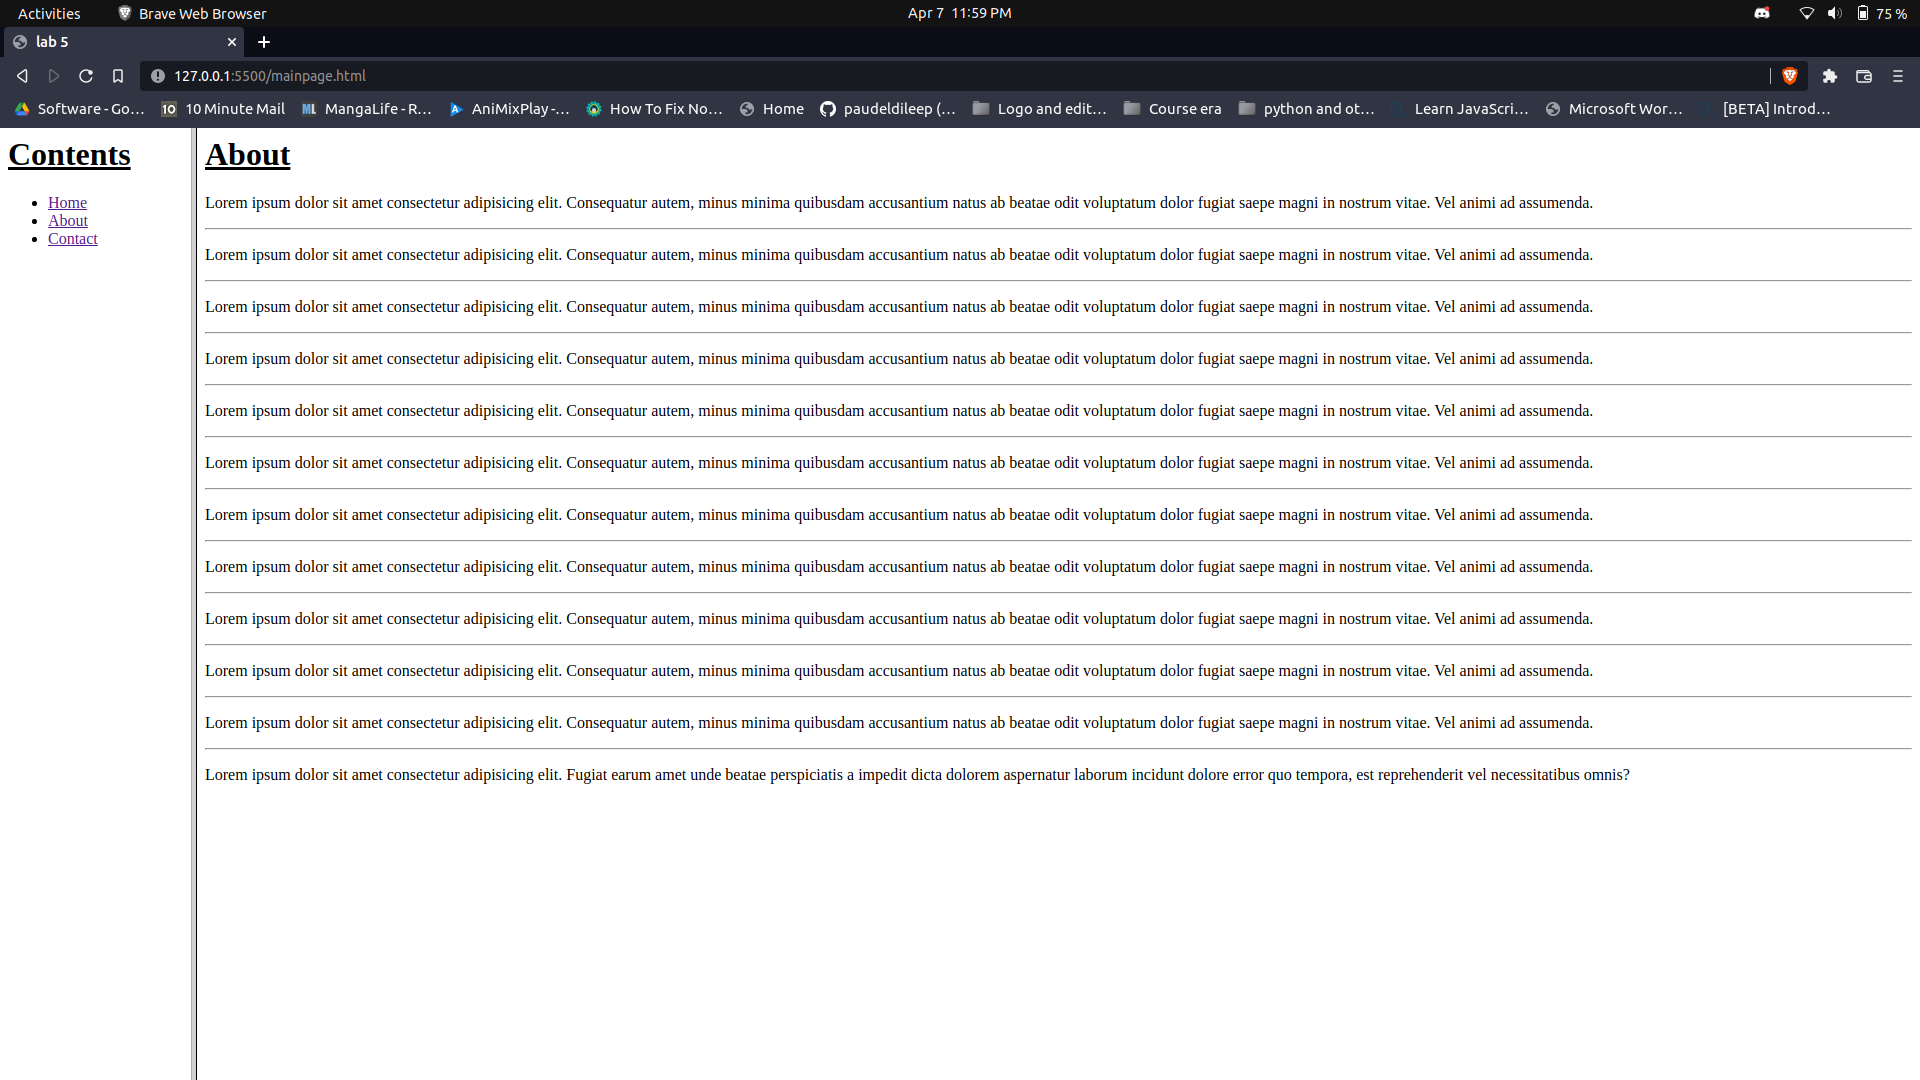 Activities Brave Web Browser Apr 7 11:59 PM 75 %
lab 5
127.0.0.1:5500/mainpage.html
Software - Go... 10 10 Minute Mail ML MangaLife - R... AniMixPlay -... How To Fix No... Home paudeldileep (... Logo and edit... Course era python and ot... Learn JavaScri... Microsoft Wor... [BETA] Introd...
Contents
Home
About
Contact
About
Lorem ipsum dolor sit amet consectetur adipisicing elit. Consequatur autem, minus minima quibusdam accusantium natus ab beatae odit voluptatum dolor fugiat saepe magni in nostrum vitae. Vel animi ad assumenda.
Lorem ipsum dolor sit amet consectetur adipisicing elit. Consequatur autem, minus minima quibusdam accusantium natus ab beatae odit voluptatum dolor fugiat saepe magni in nostrum vitae. Vel animi ad assumenda.
Lorem ipsum dolor sit amet consectetur adipisicing elit. Consequatur autem, minus minima quibusdam accusantium natus ab beatae odit voluptatum dolor fugiat saepe magni in nostrum vitae. Vel animi ad assumenda.
Lorem ipsum dolor sit amet consectetur adipisicing elit. Consequatur autem, minus minima quibusdam accusantium natus ab beatae odit voluptatum dolor fugiat saepe magni in nostrum vitae. Vel animi ad assumenda.
Lorem ipsum dolor sit amet consectetur adipisicing elit. Consequatur autem, minus minima quibusdam accusantium natus ab beatae odit voluptatum dolor fugiat saepe magni in nostrum vitae. Vel animi ad assumenda.
Lorem ipsum dolor sit amet consectetur adipisicing elit. Consequatur autem, minus minima quibusdam accusantium natus ab beatae odit voluptatum dolor fugiat saepe magni in nostrum vitae. Vel animi ad assumenda.
Lorem ipsum dolor sit amet consectetur adipisicing elit. Consequatur autem, minus minima quibusdam accusantium natus ab beatae odit voluptatum dolor fugiat saepe magni in nostrum vitae. Vel animi ad assumenda.
Lorem ipsum dolor sit amet consectetur adipisicing elit. Consequatur autem, minus minima quibusdam accusantium natus ab beatae odit voluptatum dolor fugiat saepe magni in nostrum vitae. Vel animi ad assumenda.
Lorem ipsum dolor sit amet consectetur adipisicing elit. Consequatur autem, minus minima quibusdam accusantium natus ab beatae odit voluptatum dolor fugiat saepe magni in nostrum vitae. Vel animi ad assumenda.
Lorem ipsum dolor sit amet consectetur adipisicing elit. Consequatur autem, minus minima quibusdam accusantium natus ab beatae odit voluptatum dolor fugiat saepe magni in nostrum vitae. Vel animi ad assumenda.
Lorem ipsum dolor sit amet consectetur adipisicing elit. Consequatur autem, minus minima quibusdam accusantium natus ab beatae odit voluptatum dolor fugiat saepe magni in nostrum vitae. Vel animi ad assumenda.
Lorem ipsum dolor sit amet consectetur adipisicing elit. Fugiat earum amet unde beatae perspiciatis a impedit dicta dolorem aspernatur laborum incidunt dolore error quo tempora, est reprehenderit vel necessitatibus omnis?